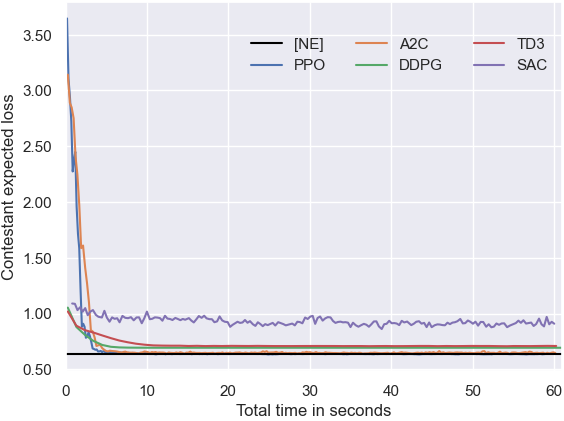 [NE] A2C TD3
PPO DDPG SAC
Contestant expected loss
3.50
3.00
2.50
2.00
1.50
1.00
0.50
0 10 20 30 40 50 60
Total time in seconds